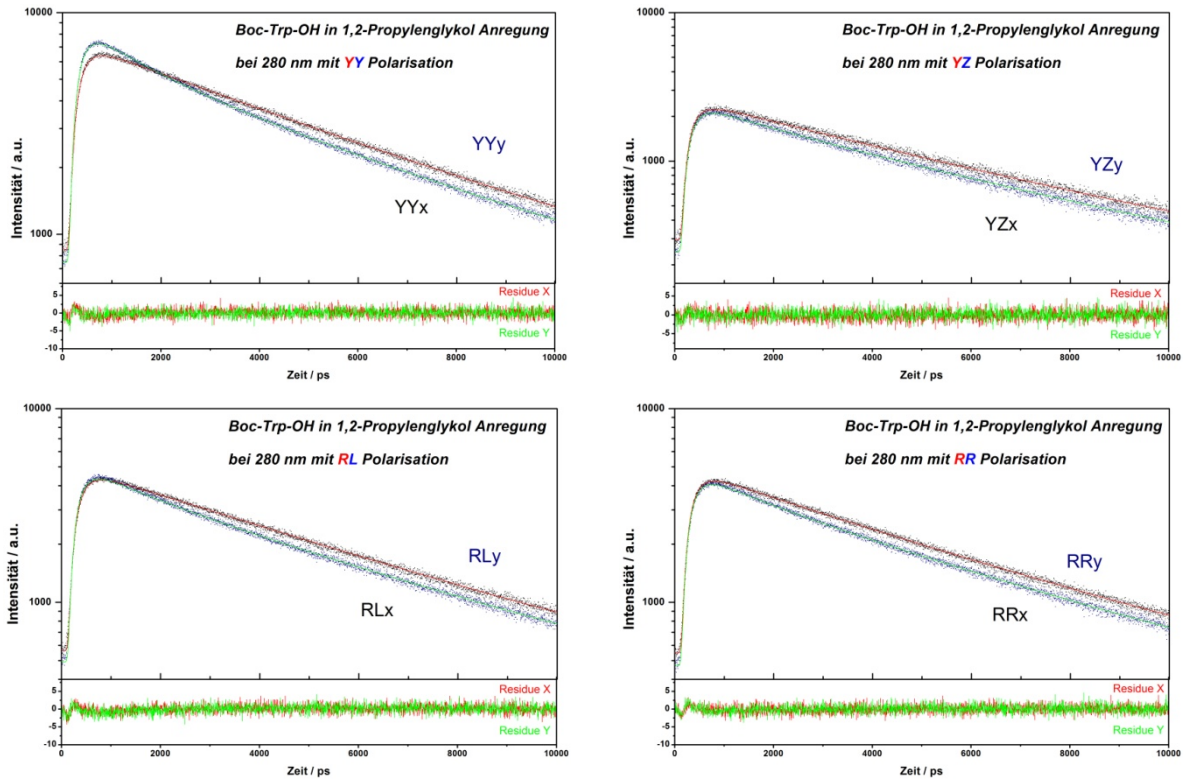 10000
1000
Intensität / a.u.
Boc-Trp-OH in 1,2-Propylenglykol Anregung
bei 280 nm mit YY Polarisation
YYy
YYx
5
0
-5
-10
Residue X
Residue Y
0 2000 4000 6000 8000 10000
Zeit / ps
10000
1000
Intensität / a.u.
Boc-Trp-OH in 1,2-Propylenglykol Anregung
bei 280 nm mit YZ Polarisation
YZy
YZx
5
0
-5
Residue X
Residue Y
0 2000 4000 6000 8000 10000
Zeit / ps
10000
1000
Intensität / a.u.
Boc-Trp-OH in 1,2-Propylenglykol Anregung
bei 280 nm mit RL Polarisation
RLy
RLx
5
0
-5
-10
Residue X
Residue Y
0 2000 4000 6000 8000 10000
Zeit / ps
10000
1000
Intensität / a.u.
Boc-Trp-OH in 1,2-Propylenglykol Anregung
bei 280 nm mit RR Polarisation
RRy
RRx
5
0
-5
-10
Residue X
Residue Y
0 2000 4000 6000 8000 10000
Zeit / ps